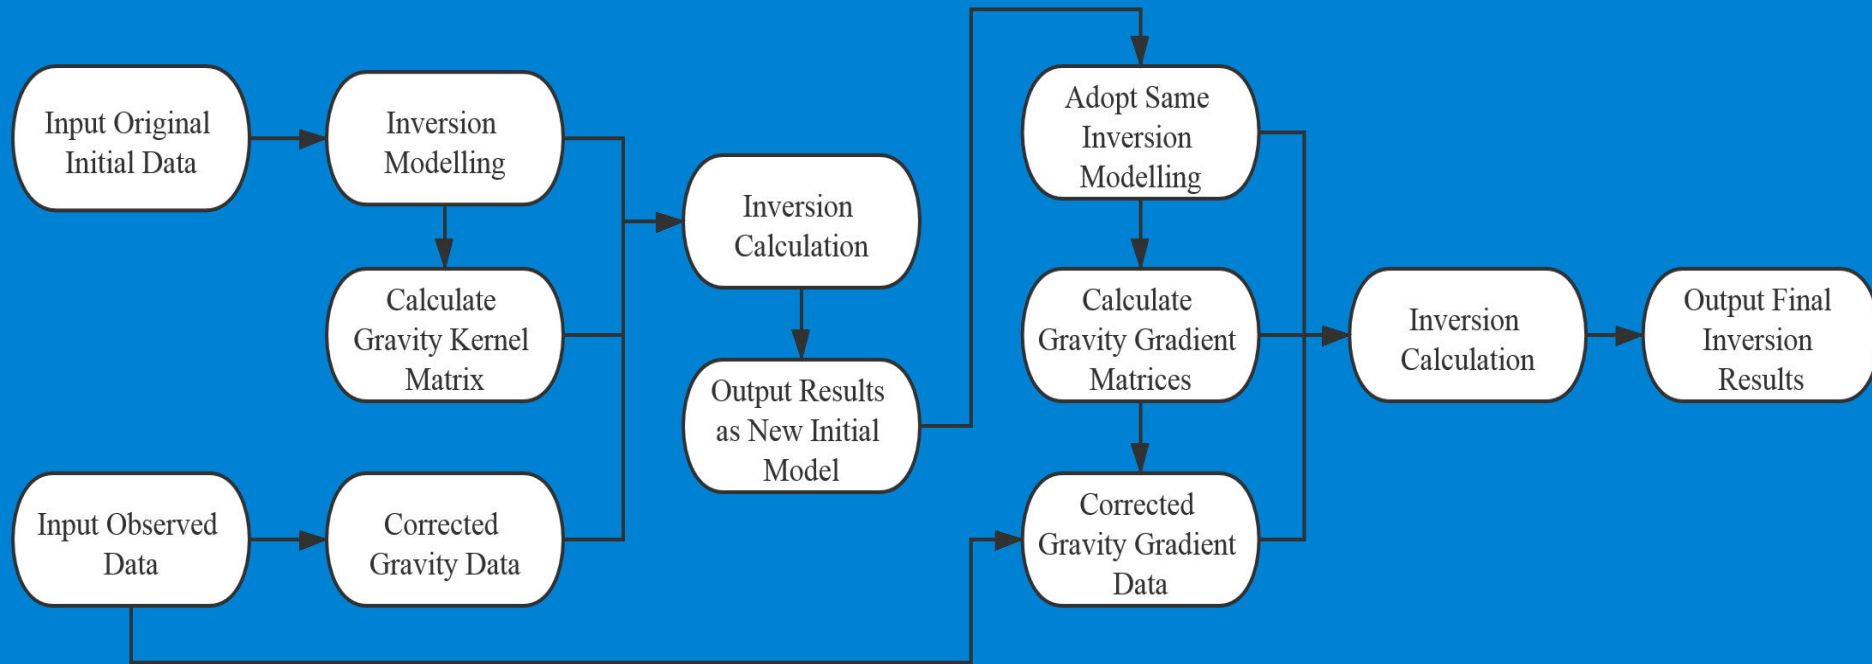 Input Original
Initial Data
Inversion
Modelling
Calculate
Gravity Kernel
Matrix
Input Observed
Data
Corrected
Gravity Data
Inversion
Calculation
Output Results
as New Initial
Model
Adopt Same
Inversion
Modelling
Calculate
Gravity Gradient
Matrices
Corrected
Gravity Gradient
Data
Inversion
Calculation
Output Final
Inversion
Results